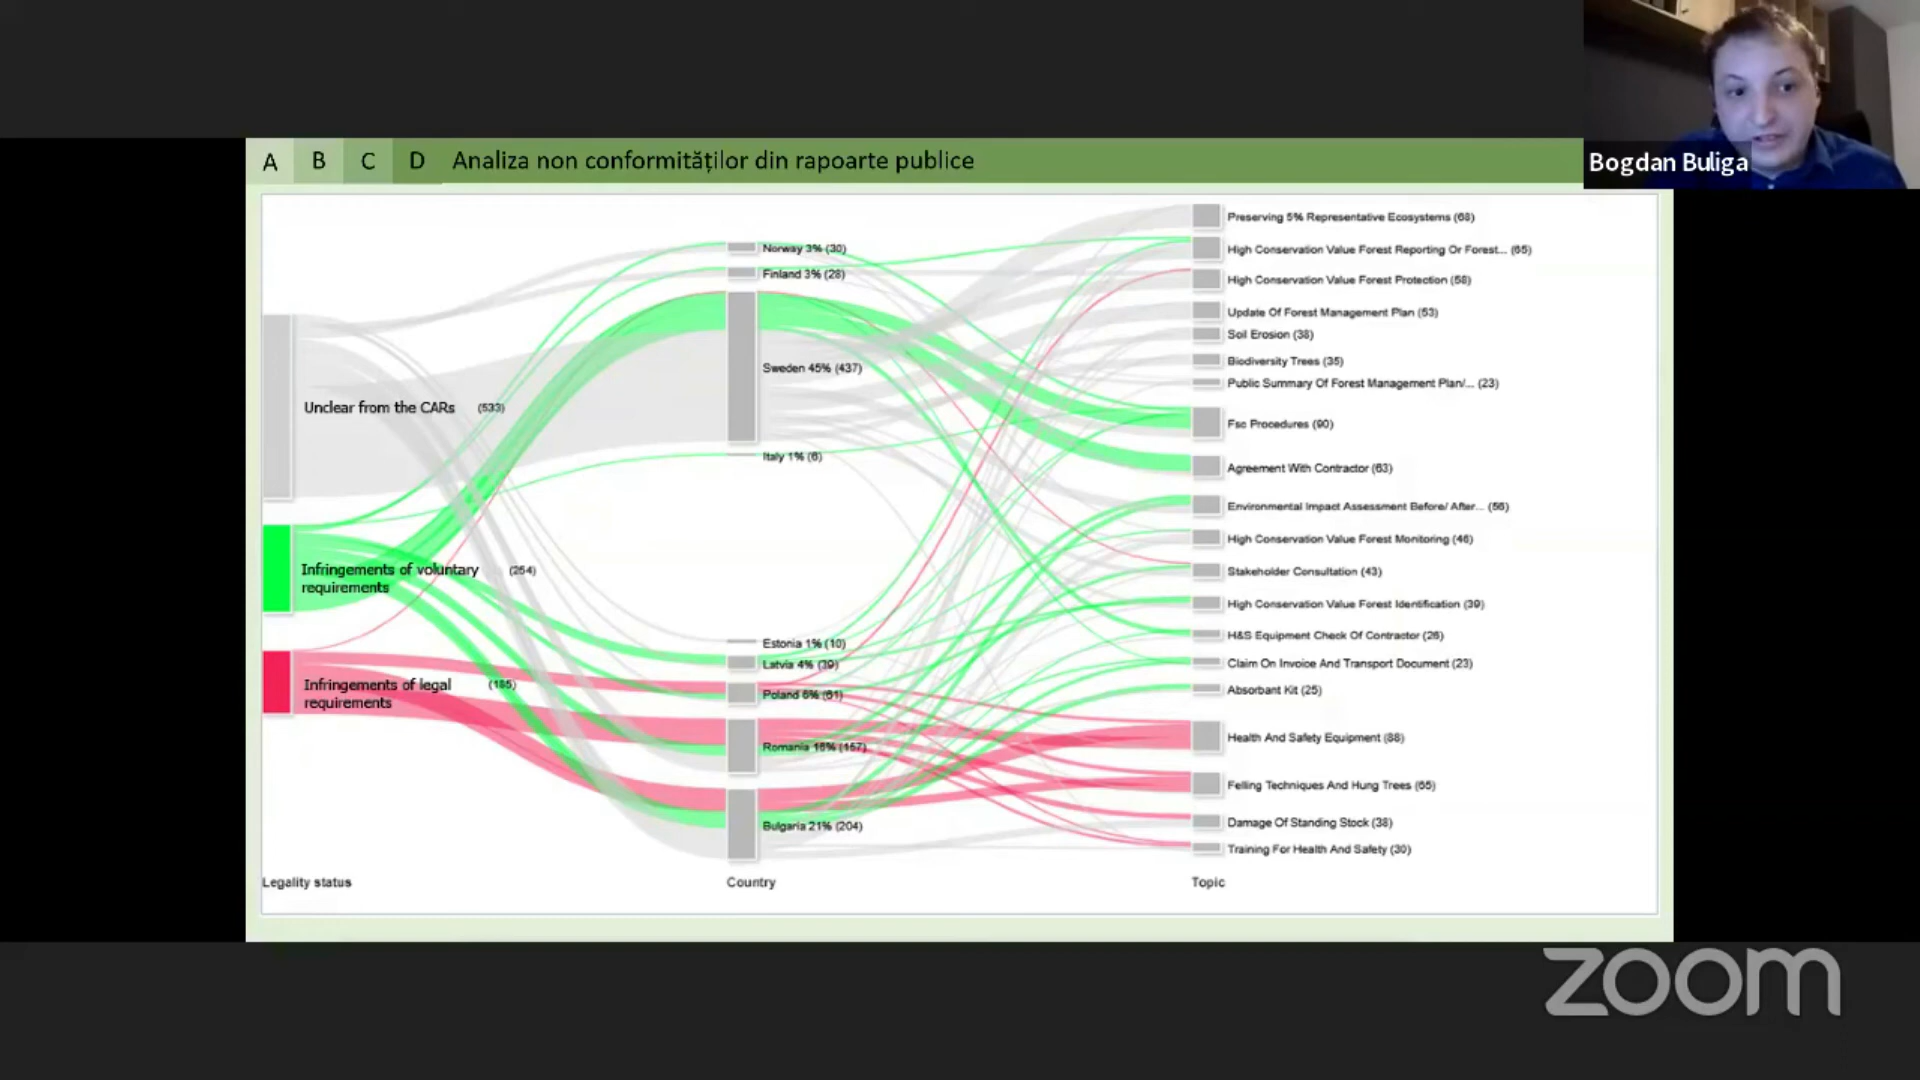 Bogdan Buliga
A B C D Analiza non conformităților din rapoarte publice
Unclear from the CARs (533)
Infringements of voluntary (254)
requirements
Infringements of legal (185)
requirements
Legality status
Norway 3% (30)
Finland 3% (28)
Sweden 45% (437)
Italy 1% (6)
Estonia 1% (10)
Latvia 4% (39)
Poland 6% (61)
Romania 16% (157)
Bulgaria 21% (204)
Country
Preserving 5% Representative Ecosystems (68)
High Conservation Value Forest Reporting Or Forest... (65)
High Conservation Value Forest Protection (58)
Update Of Forest Management Plan (53)
Soil Erosion (38)
Biodiversity Trees (35)
Public Summary Of Forest Management Plan/... (23)
Fsc Procedures (90)
Agreement With Contractor (63)
Environmental Impact Assessment Before/ After... (56)
High Conservation Value Forest Monitoring (46)
Stakeholder Consultation (43)
High Conservation Value Forest Identification (39)
H&S Equipment Check Of Contractor (26)
Claim On Invoice And Transport Document (23)
Absorbant Kit (25)
Health And Safety Equipment (88)
Felling Techniques And Hung Trees (65)
Damage Of Standing Stock (38)
Training For Health And Safety (30)
Topic
zoom